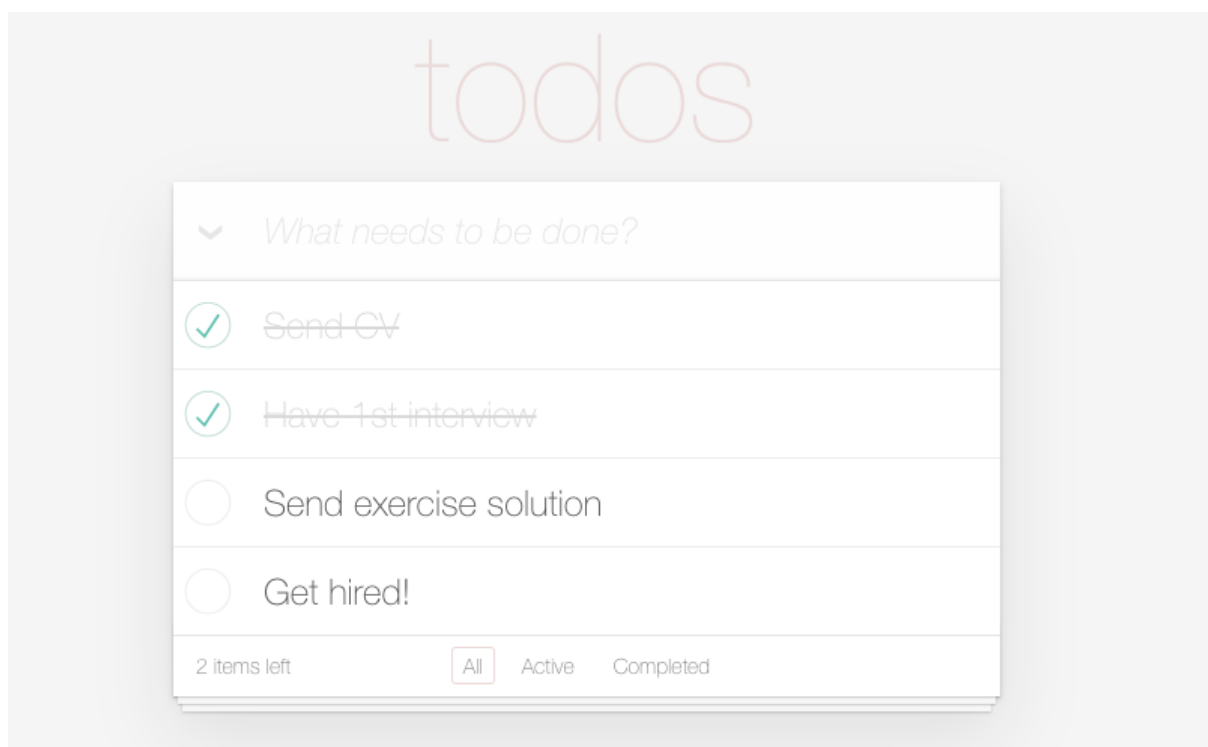 todos
What needs to be done?
Send CV
Have 1st interview
Send exercise solution
Get hired!
2 items left All Active Completed